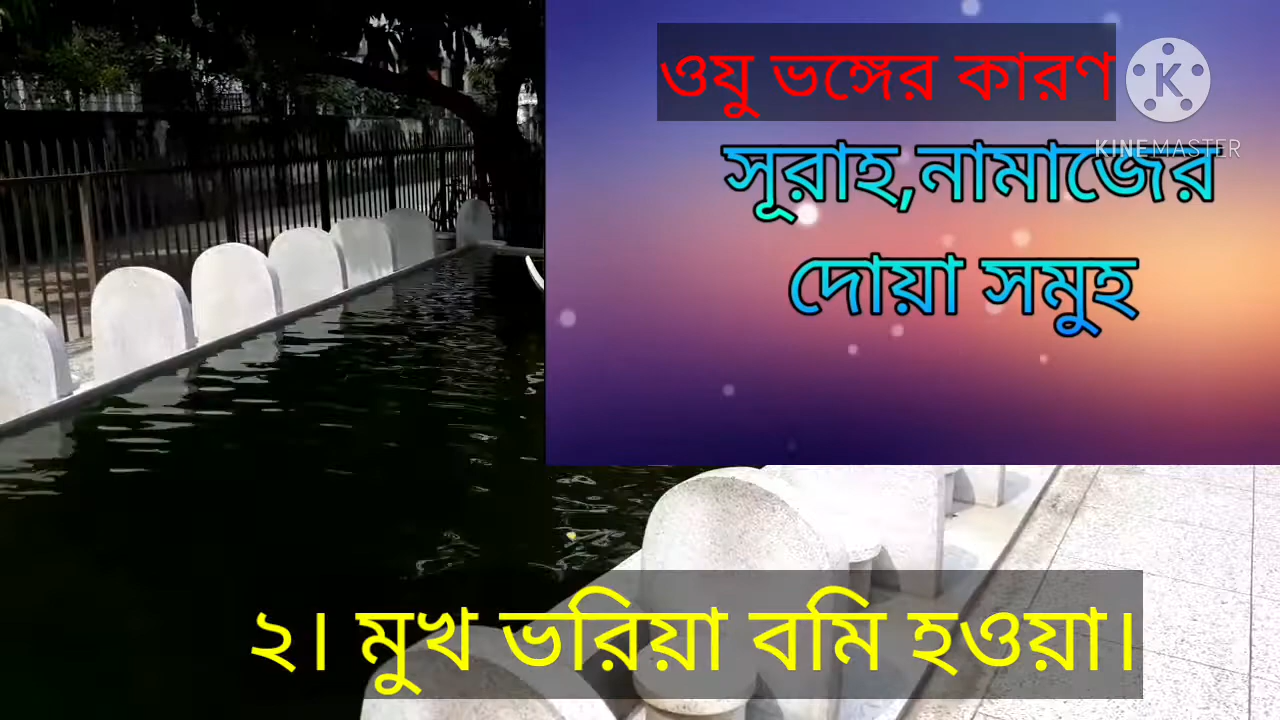 ওযু ভঙ্গের কারণ
K
KINEMASTER
সূরাহ,নামাজের
দোয়া সমুহ
২। মুখ ভরিয়া বমি হওয়া।